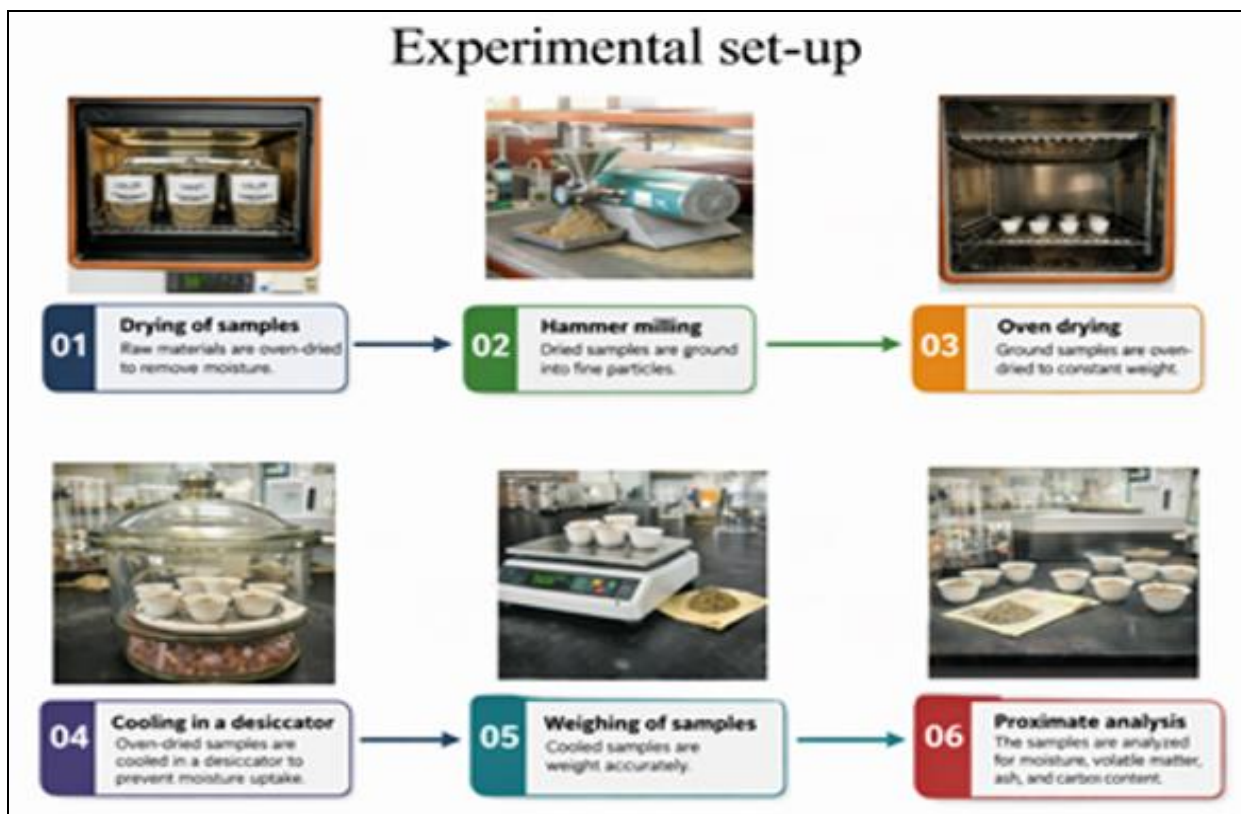 Experimental set-up
01
Drying of samples
Raw materials are oven-dried
to remove moisture.
02
Hammer milling
Dried samples are ground
into fine particles.
03
Oven drying
Ground samples are oven-
dried to constant weight.
04
Cooling in a desiccator
Oven-dried samples are
cooled in a desiccator to
prevent moisture uptake.
05
Weighing of samples
Cooled samples are
weight accurately.
06
Proximate analysis
The samples are analyzed
for moisture, volatile matter,
ash, and carbon content.